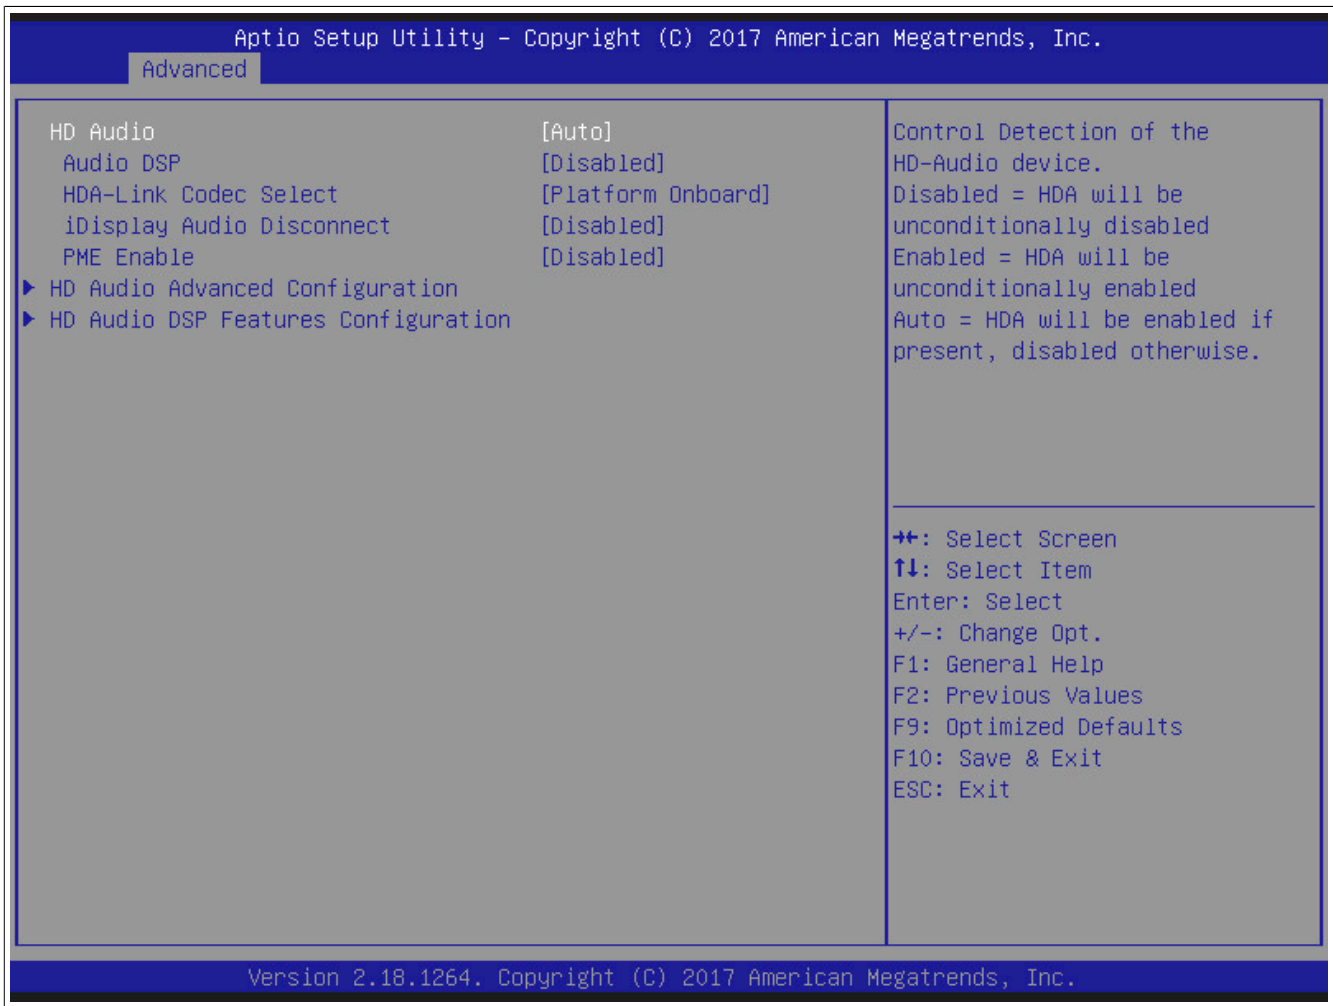 Aptio Setup Utility – Copyright (C) 2017 American Megatrends, Inc.
Advanced
HD Audio [Auto]
Audio DSP [Disabled]
HDA-Link Codec Select [Platform Onboard]
iDisplay Audio Disconnect [Disabled]
PME Enable [Disabled]
HD Audio Advanced Configuration
HD Audio DSP Features Configuration
Control Detection of the
HD-Audio device.
Disabled = HDA will be
unconditionally disabled
Enabled = HDA will be
unconditionally enabled
Auto = HDA will be enabled if
present, disabled otherwise.
→←: Select Screen
↑↓: Select Item
Enter: Select
+/-: Change Opt.
F1: General Help
F2: Previous Values
F9: Optimized Defaults
F10: Save & Exit
ESC: Exit
Version 2.18.1264. Copyright (C) 2017 American Megatrends, Inc.